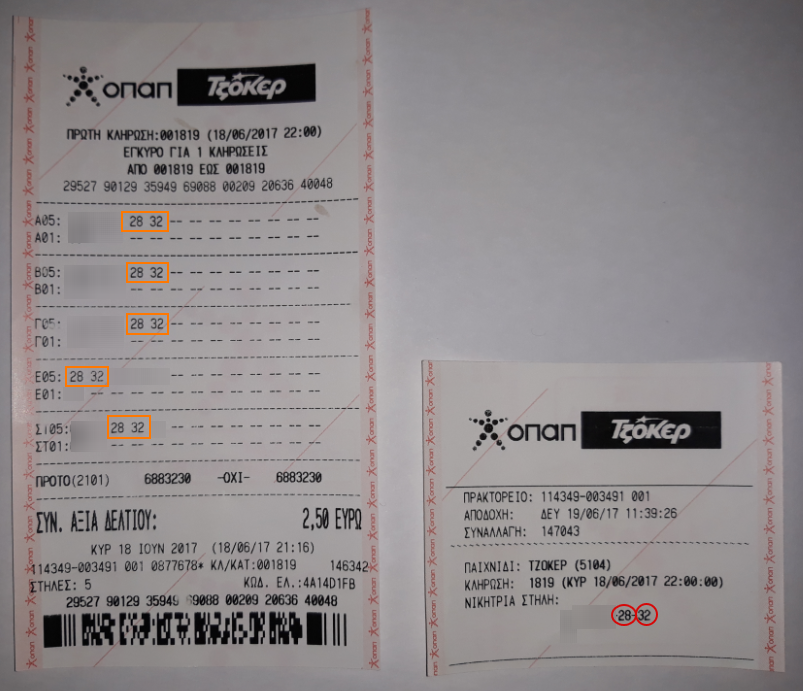 οπαπ Τζόκερ
ΠΡΩΤΗ ΚΛΗΡΩΣΗ:001819 (18/06/2017 22:00)
ΕΓΚΥΡΟ ΓΙΑ 1 ΚΛΗΡΩΣΕΙΣ
ΑΠΟ 001819 ΕΩΣ 001819
29527 90129 35949 69088 00209 20636 40048
Α05: 28 32 -- -- -- -- -- -- --
Α01: -- -- -- -- -- -- -- -- --
Β05: 28 32 -- -- -- -- -- -- --
Β01: -- -- -- -- -- -- -- -- --
Γ05: 28 32 -- -- -- -- -- -- --
Γ01: -- -- -- -- -- -- -- -- --
Ε05: 28 32 -- -- -- -- -- -- --
Ε01: -- -- -- -- -- -- -- -- --
ΣΤ05: 28 32 -- -- -- -- -- -- --
ΣΤ01: -- -- -- -- -- -- -- -- --
ΠΡΟΤΟ(2101) 6883230 -ΟΧΙ- 6883230
ΣΥΝ. ΑΞΙΑ ΔΕΛΤΙΟΥ: 2,50 ΕΥΡΩ
ΚΥΡ 18 ΙΟΥΝ 2017 (18/06/17 21:16)
114349-003491 001 0877678* ΚΛ/ΚΑΤ:001819 146342
ΣΤΗΛΕΣ: 5 ΚΩΔ. ΕΛ.:4A14D1FB
29527 90129 35949 69088 00209 20636 40048
οπαπ Τζόκερ
ΠΡΑΚΤΟΡΕΙΟ: 114349-003491 001
ΑΠΟΔΟΧΗ: ΔΕΥ 19/06/17 11:39:26
ΣΥΝΑΛΛΑΓΗ: 147043
ΠΑΙΧΝΙΔΙ: ΤΖΟΚΕΡ (5104)
ΚΛΗΡΩΣΗ: 1819 (ΚΥΡ 18/06/2017 22:00:00)
ΝΙΚΗΤΡΙΑ ΣΤΗΛΗ:
28-32